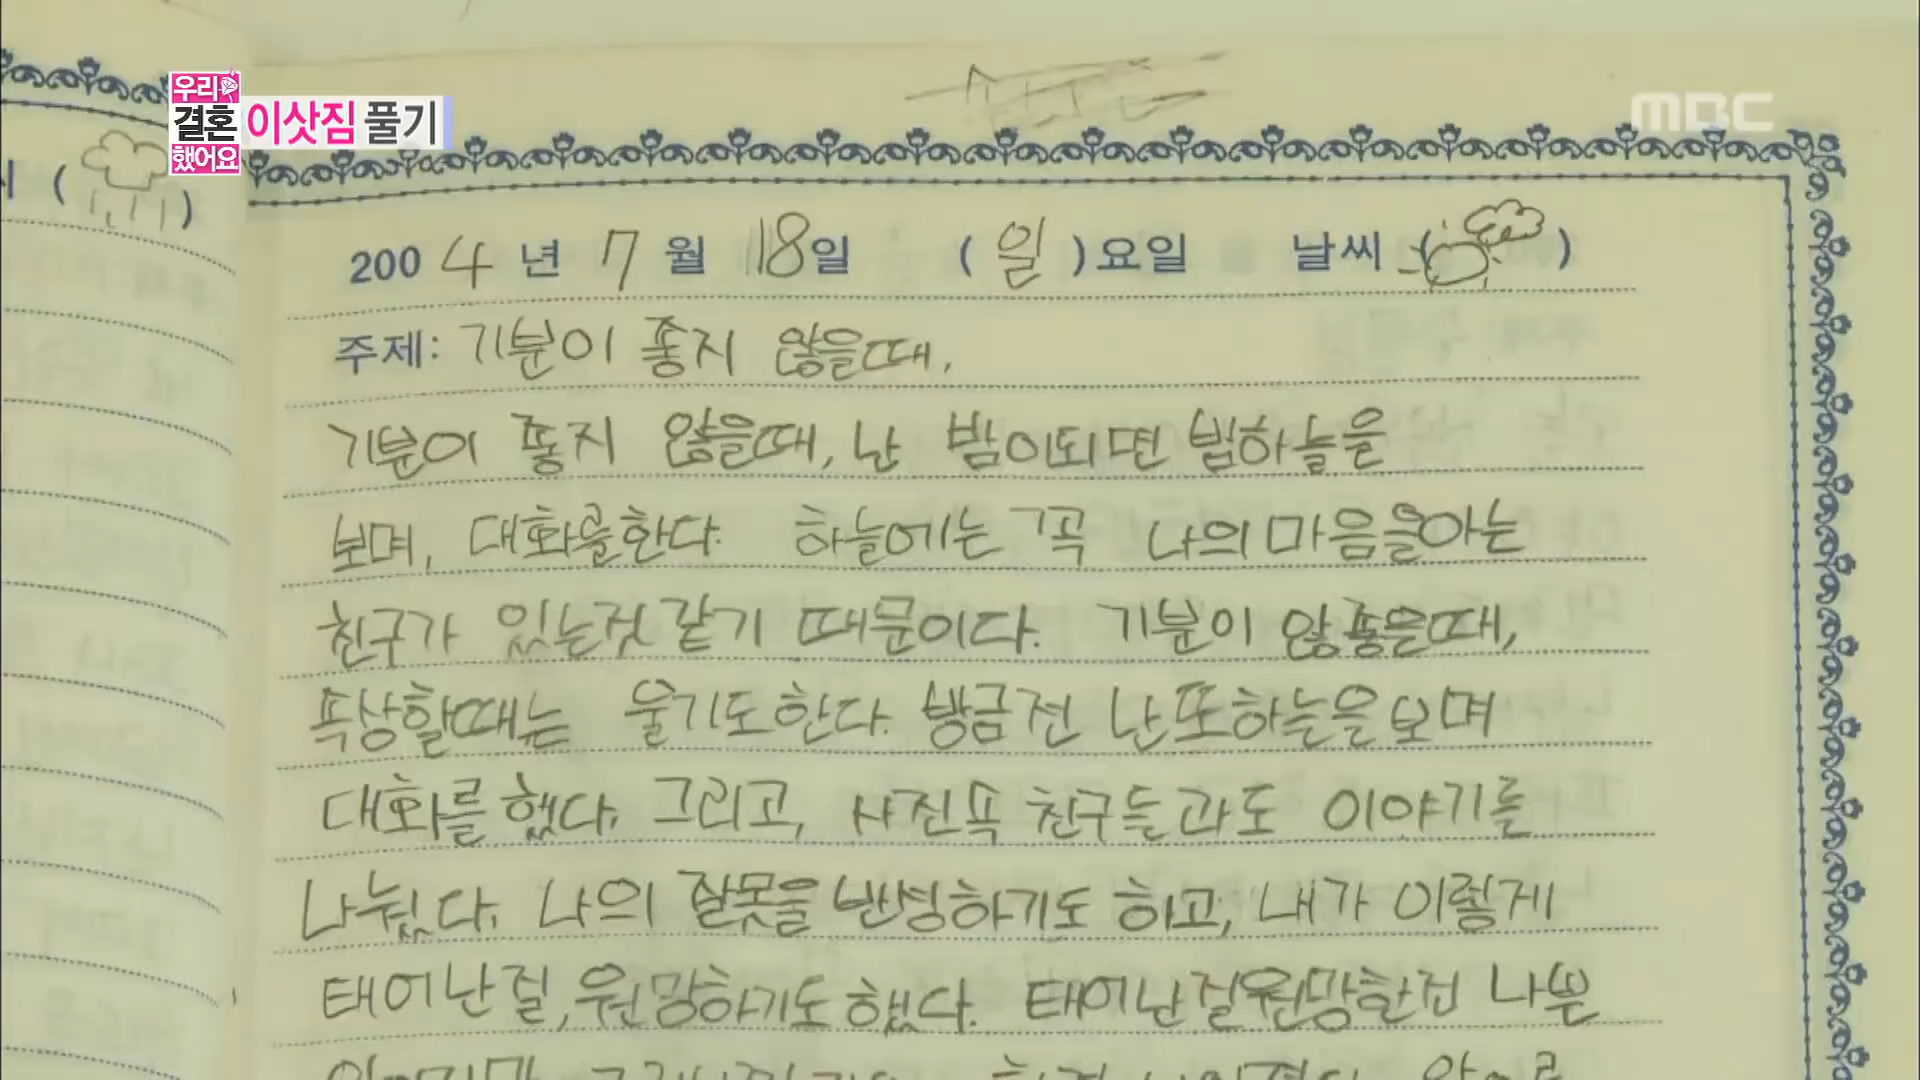 우리
결혼
했어요
이삿짐 풀기
MBC
2004년 7월 18일 (일)요일 날씨 ( )
주제: 기분이 좋지 않을때,
기분이 좋지 않을때, 난 밤이되면 밤하늘을
보며, 대화를한다. 하늘에는 꼭 나의 마음을아는
친구가 있는것 같기 때문이다. 기분이 않좋을때,
속상할때는 울기도한다. 방금전 난또하늘을보며
대화를 했다. 그리고, 사진속 친구들과도 이야기를
나눴다. 나의 잘못을 반성하기도 하고, 내가 이렇게
태어난걸, 원망하기도했다. 태어난걸원망한건 나쁜